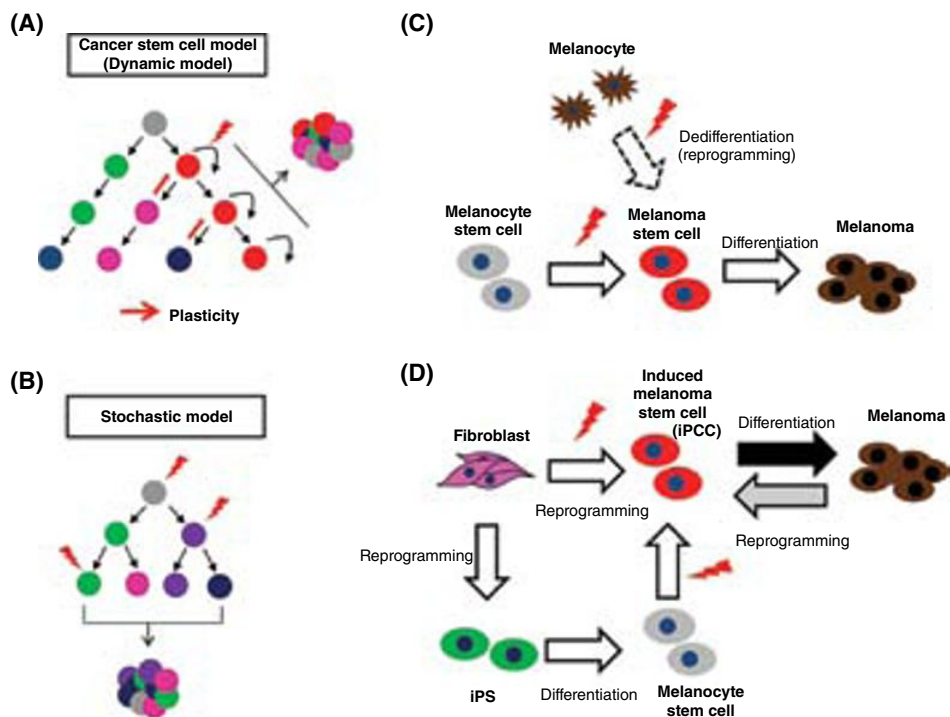 (A)
Cancer stem cell model
(Dynamic model)
Plasticity
(B)
Stochastic model
(C)
Melanocyte
Dedifferentiation
(reprogramming)
Melanocyte
stem cell
Melanoma
stem cell
Differentiation
Melanoma
(D)
Induced
melanoma
stem cell
(iPCC)
Fibroblast
Differentiation
Melanoma
Reprogramming
Reprogramming
Reprogramming
iPS
Differentiation
Melanocyte
stem cell